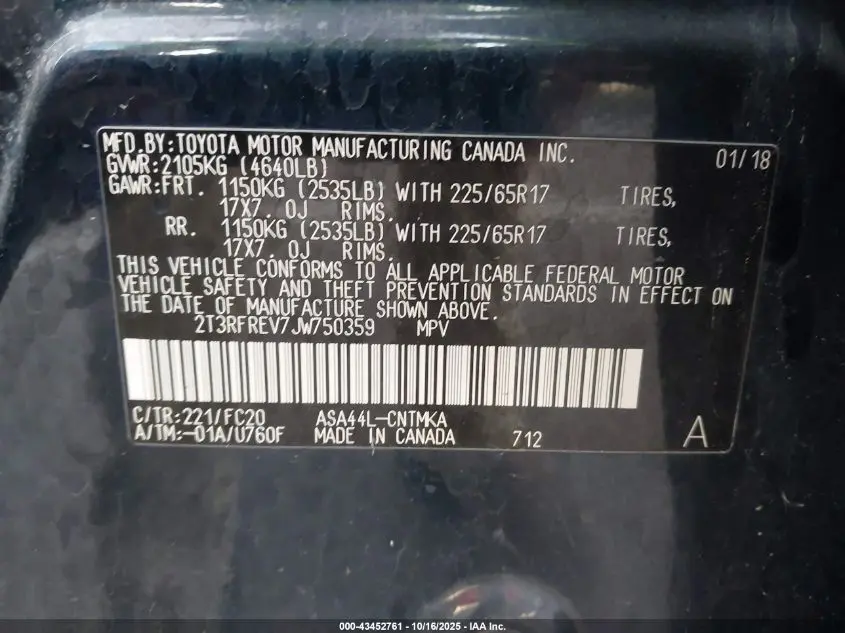 MFD.BY:TOYOTA MOTOR MANUFACTURING CANADA INC. 01/18
GVWR:2105KG (4640LB)
GAWR:FRT. 1150KG (2535LB) WITH 225/65R17 TIRES,
17X7. 0J RIMS.
RR. 1150KG (2535LB) WITH 225/65R17 TIRES,
17X7. 0J RIMS.
THIS VEHICLE CONFORMS TO ALL APPLICABLE FEDERAL MOTOR
VEHICLE SAFETY AND THEFT PREVENTION STANDARDS IN EFFECT ON
THE DATE OF MANUFACTURE SHOWN ABOVE.
2T3RFREV7JW750359 MPV
C/TR:221/FC20 ASA44L-CNTMKA
A/TM:-01A/U760F MADE IN CANADA 712 A
000-43452761 | 10/16/2025 | IAA Inc.